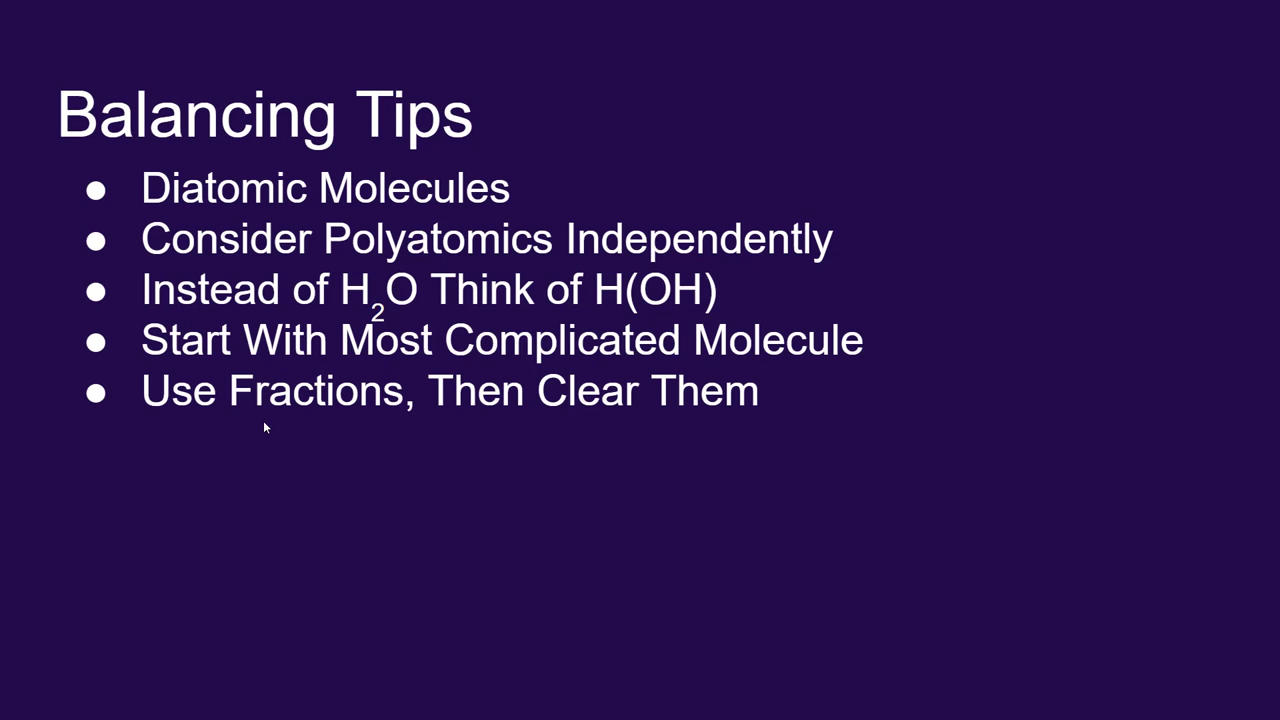 Balancing Tips
● Diatomic Molecules
● Consider Polyatomics Independently
● Instead of H₂O Think of H(OH)
● Start With Most Complicated Molecule
● Use Fractions, Then Clear Them